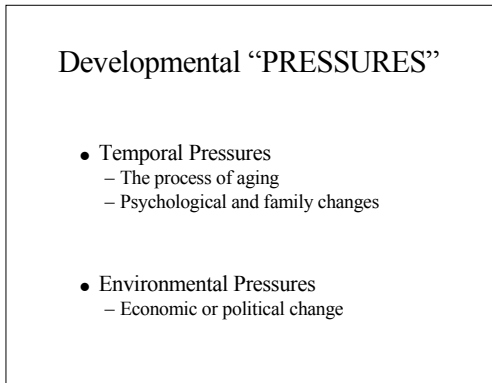 Developmental “PRESSURES”
● Temporal Pressures
– The process of aging
– Psychological and family changes
● Environmental Pressures
– Economic or political change